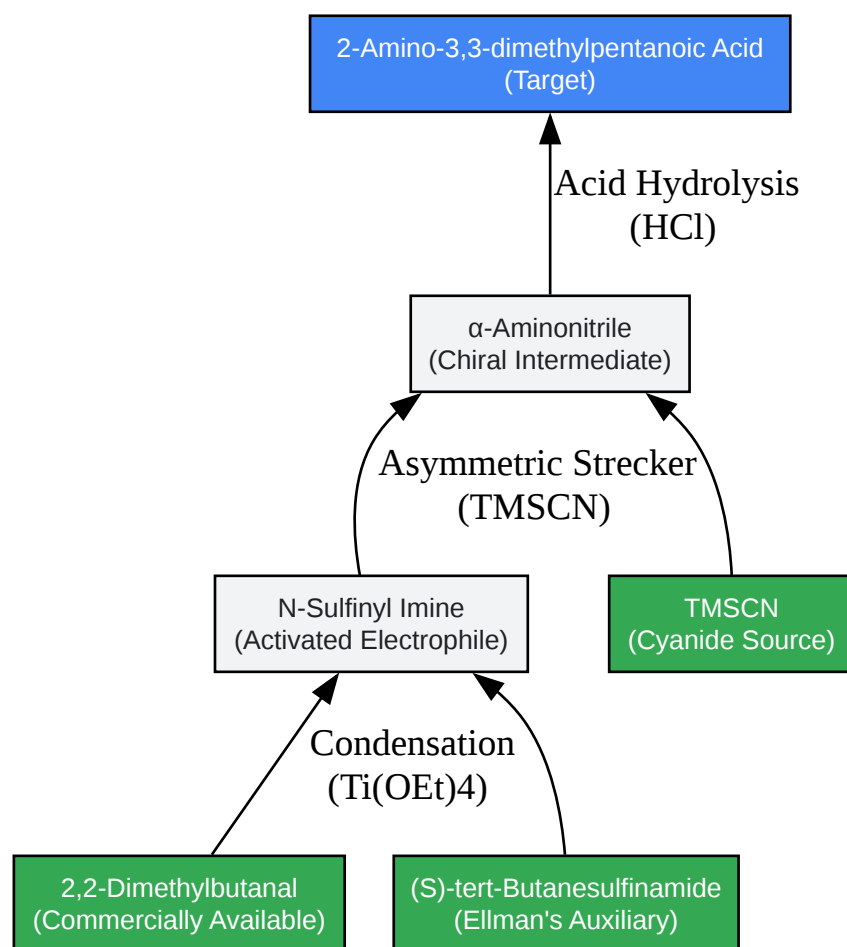 2-Amino-3,3-dimethylpentanoic Acid
(Target)
Acid Hydrolysis
(HCl)
α-Aminonitrile
(Chiral Intermediate)
Asymmetric Strecker
(TMSCN)
N-Sulfinyl Imine
(Activated Electrophile)
TMSCN
(Cyanide Source)
Condensation
(Ti(OEt)4)
2,2-Dimethylbutanal
(Commercially Available)
(S)-tert-Butanesulfinamide
(Ellman's Auxiliary)